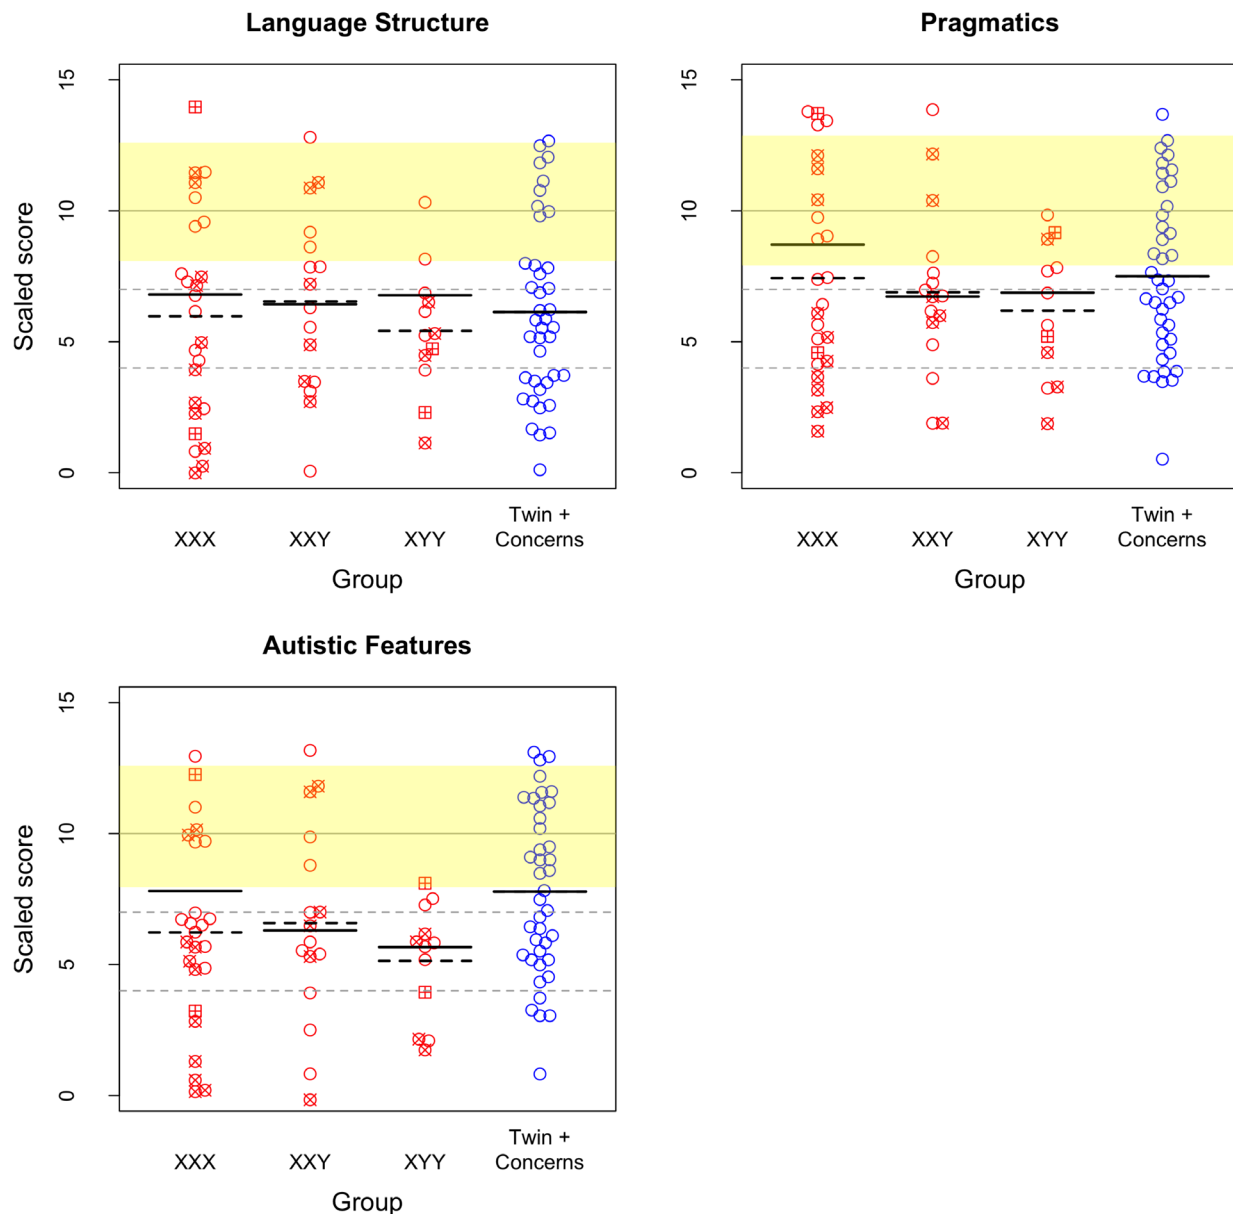 Language Structure
Scaled score
15
10
5
0
XXX
XXY
XYY
Twin +
Concerns
Group
Pragmatics
15
10
5
0
XXX
XXY
XYY
Twin +
Concerns
Group
Autistic Features
Scaled score
15
10
5
0
XXX
XXY
XYY
Twin +
Concerns
Group